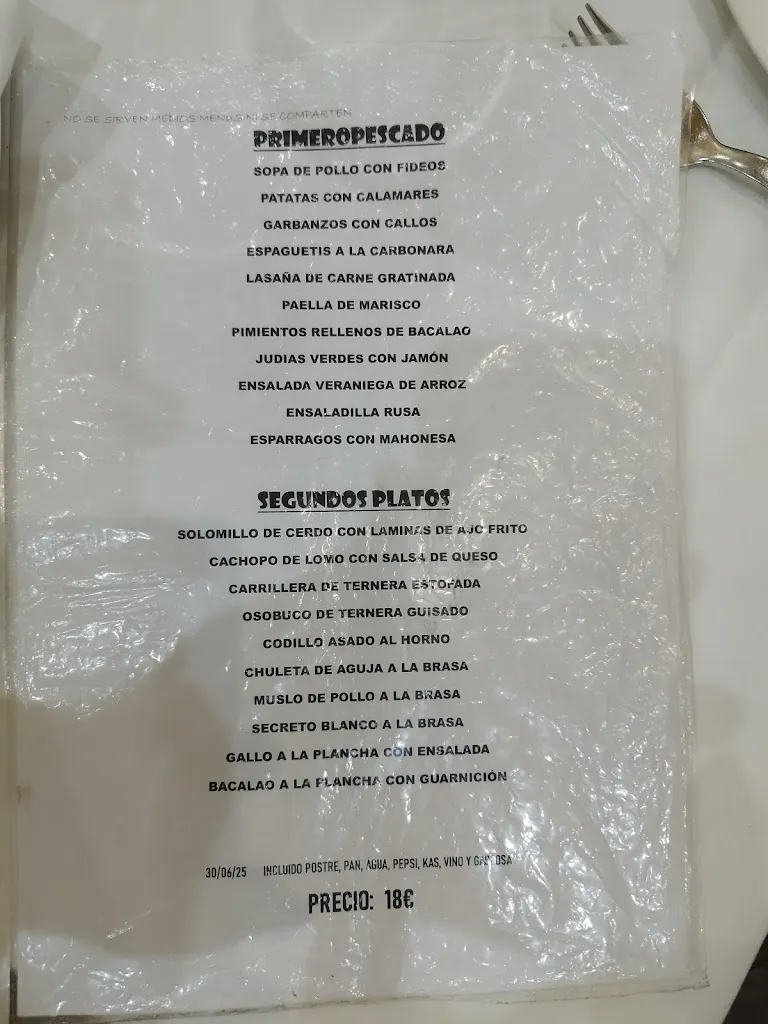 NO SE SIRVEN MEDIOS MENUS NI SE COMPARTEN
PRIMEROPESCADO
SOPA DE POLLO CON FIDEOS
PATATAS CON CALAMARES
GARBANZOS CON CALLOS
ESPAGUETIS A LA CARBONARA
LASAÑA DE CARNE GRATINADA
PAELLA DE MARISCO
PIMIENTOS RELLENOS DE BACALAO
JUDIAS VERDES CON JAMÓN
ENSALADA VERANIEGA DE ARROZ
ENSALADILLA RUSA
ESPARRAGOS CON MAHONESA
SEGUNDOS PLATOS
SOLOMILLO DE CERDO CON LAMINAS DE AJO FRITO
CACHOPO DE LOMO CON SALSA DE QUESO
CARRILLERA DE TERNERA ESTOFADA
OSOBUCO DE TERNERA GUISADO
CODILLO ASADO AL HORNO
CHULETA DE AGUJA A LA BRASA
MUSLO DE POLLO A LA BRASA
SECRETO BLANCO A LA BRASA
GALLO A LA PLANCHA CON ENSALADA
BACALAO A LA PLANCHA CON GUARNICIÓN
30/06/25 INCLUIDO POSTRE, PAN, AGUA, PEPSI, KAS, VINO Y GASEOSA
PRECIO: 18€